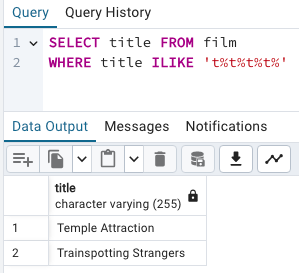 Query Query History
1 SELECT title FROM film
2 WHERE title ILIKE 't%t%t%t%'
Data Output Messages Notifications
title
character varying (255)
1 Temple Attraction
2 Trainspotting Strangers